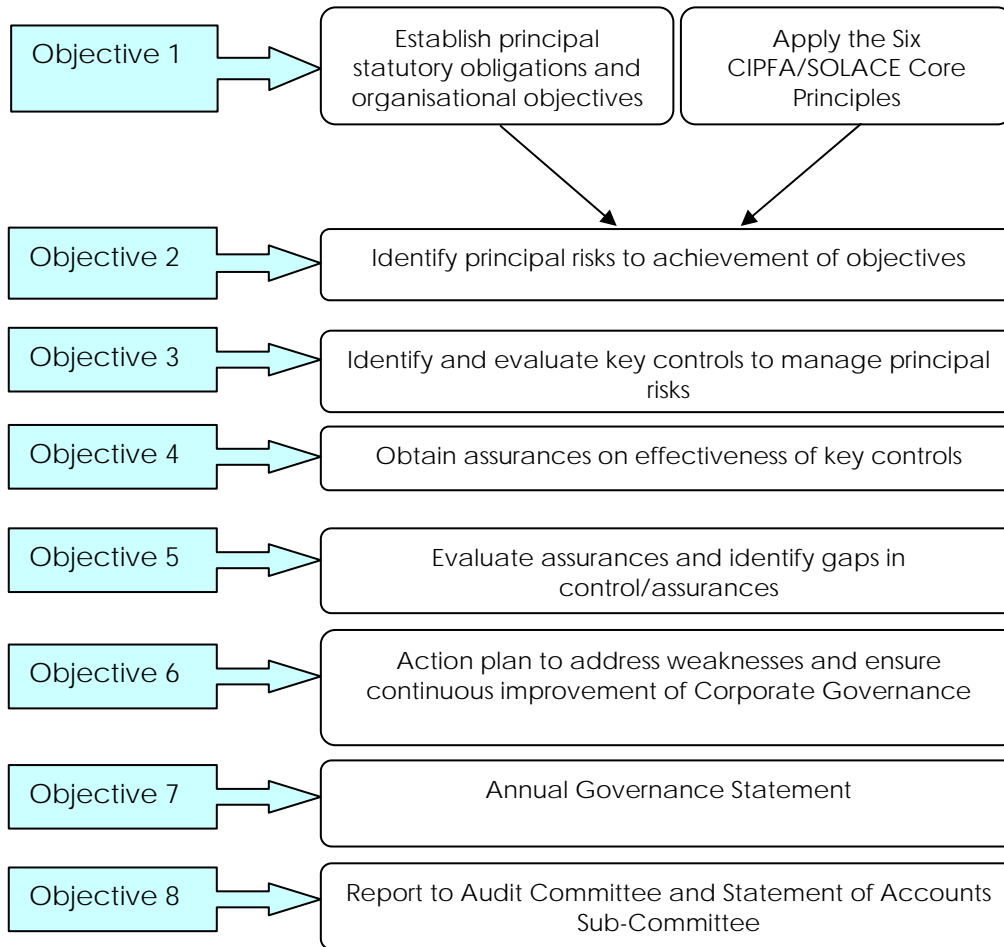 Objective 1
Establish principal
statutory obligations and
organisational objectives
Apply the Six
CIPFA/SOLACE Core
Principles
Objective 2
Identify principal risks to achievement of objectives
Objective 3
Identify and evaluate key controls to manage principal
risks
Objective 4
Obtain assurances on effectiveness of key controls
Objective 5
Evaluate assurances and identify gaps in
control/assurances
Objective 6
Action plan to address weaknesses and ensure
continuous improvement of Corporate Governance
Objective 7
Annual Governance Statement
Objective 8
Report to Audit Committee and Statement of Accounts
Sub-Committee